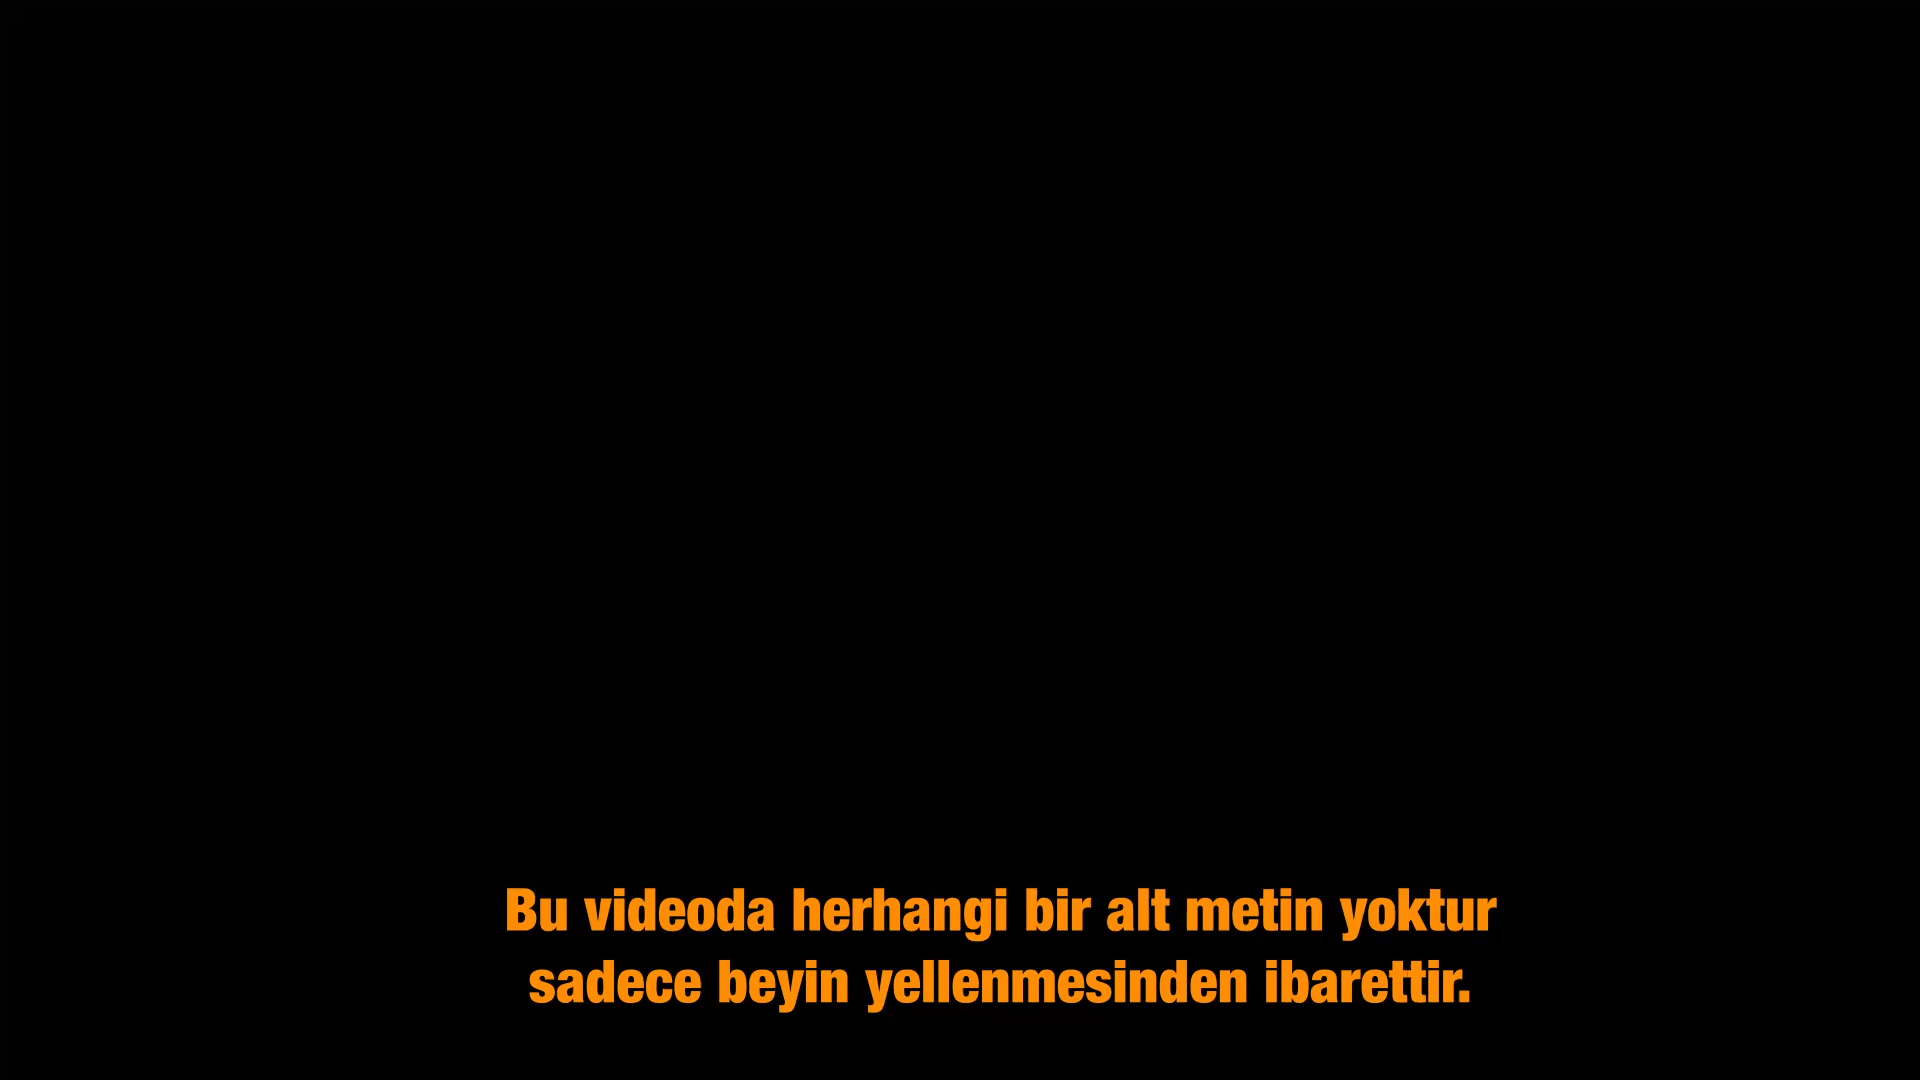 Bu videoda herhangi bir alt metin yoktur
sadece beyin yellenmesinden ibarettir.